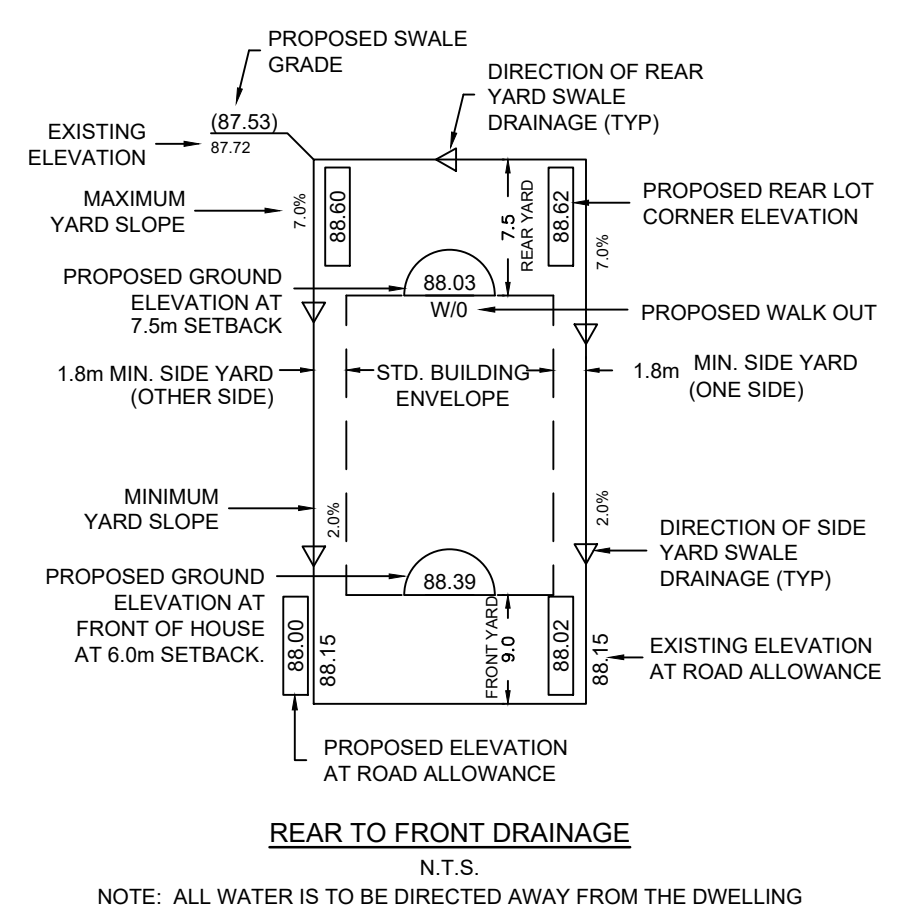 PROPOSED SWALE
GRADE
DIRECTION OF REAR
YARD SWALE
DRAINAGE (TYP)
(87.53)
87.72
EXISTING
ELEVATION
MAXIMUM
YARD SLOPE
7.0%
88.60
7.5
REAR YARD
88.62
7.0%
PROPOSED REAR LOT
CORNER ELEVATION
PROPOSED GROUND
ELEVATION AT
7.5m SETBACK
88.03
W/0
PROPOSED WALK OUT
1.8m MIN. SIDE YARD
(OTHER SIDE)
STD. BUILDING
ENVELOPE
1.8m MIN. SIDE YARD
(ONE SIDE)
MINIMUM
YARD SLOPE
2.0%
2.0%
DIRECTION OF SIDE
YARD SWALE
DRAINAGE (TYP)
PROPOSED GROUND
ELEVATION AT
FRONT OF HOUSE
AT 6.0m SETBACK.
88.39
88.00
88.15
FRONT YARD
9.0
88.02
88.15
EXISTING ELEVATION
AT ROAD ALLOWANCE
PROPOSED ELEVATION
AT ROAD ALLOWANCE
REAR TO FRONT DRAINAGE
N.T.S.
NOTE: ALL WATER IS TO BE DIRECTED AWAY FROM THE DWELLING